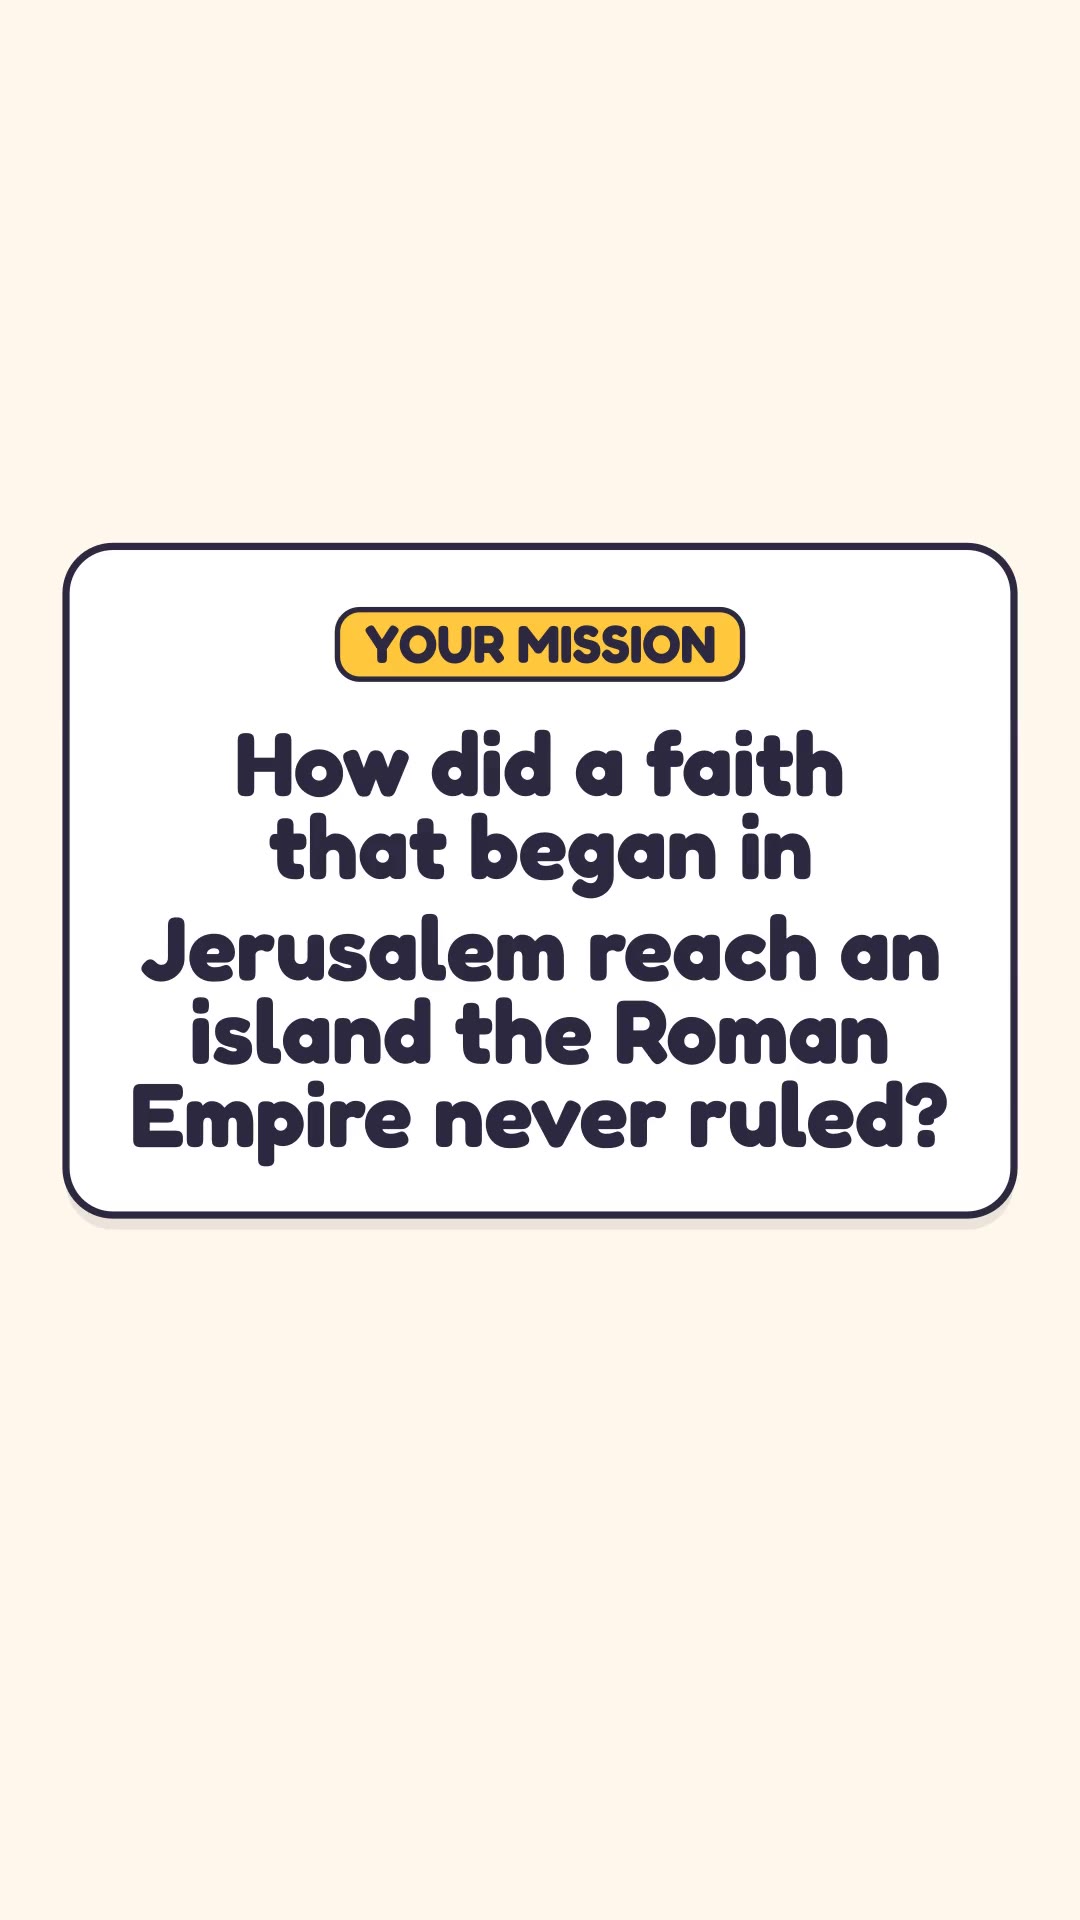 YOUR MISSION
How did a faith
that began in
Jerusalem reach an
island the Roman
Empire never ruled?